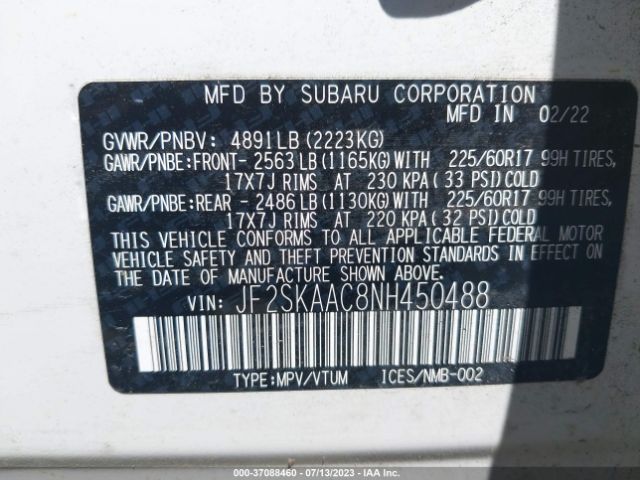 MFD BY SUBARU CORPORATION
MFD IN 02/22
GVWR/PNBV: 4891LB(2223KG)
GAWR/PNBE:FRONT- 2563LB(1165KG)WITH 225/60R17 99H TIRES,
17X7J RIMS AT 230 KPA( 33 PSI)COLD
GAWR/PNBE:REAR - 2486LB(1130KG)WITH 225/60R17 99H TIRES,
17X7J RIMS AT 220 KPA( 32 PSI)COLD
THIS VEHICLE CONFORMS TO ALL APPLICABLE FEDERAL MOTOR
VEHICLE SAFETY AND THEFT PREVENTION STANDARDS IN EFFECT ON
THE DATE OF MANUFACTURE SHOWN ABOVE.
VIN: JF2SKAAC8NH450488
TYPE:MPV/VTUM ICES/NMB-002
000-37088460 - 07/13/2023 - IAA Inc.